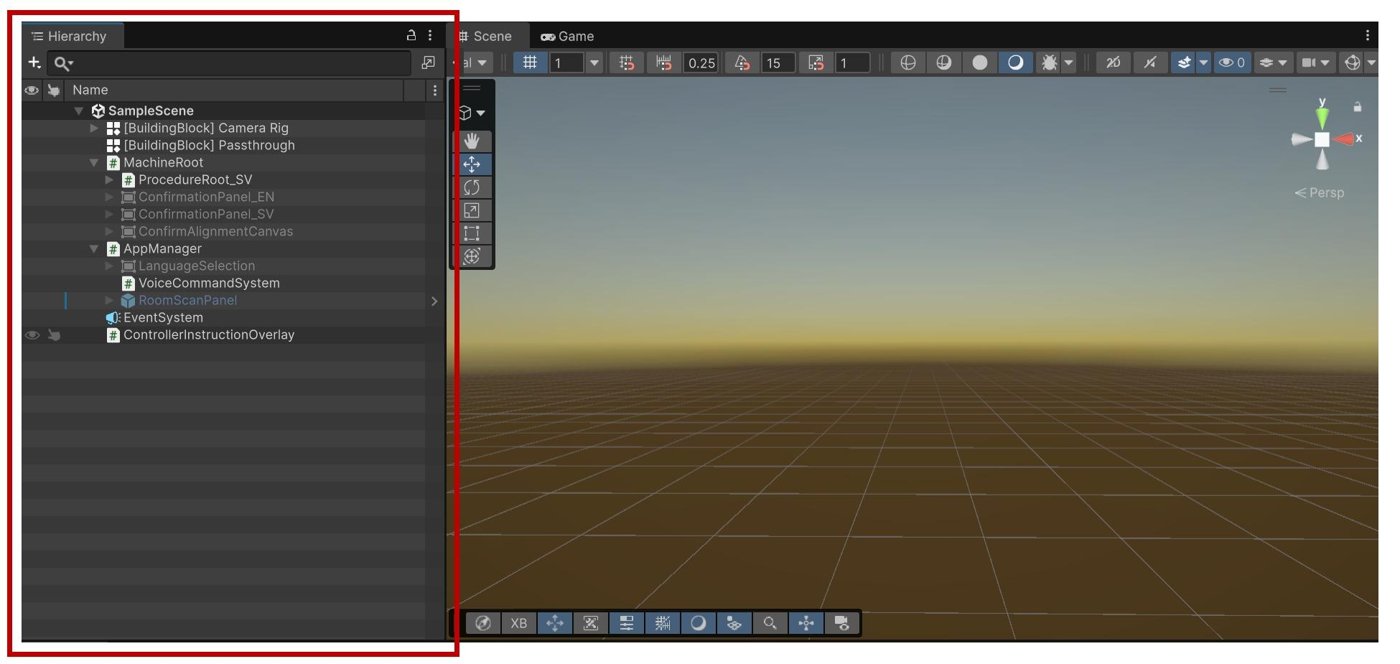 Hierarchy
Scene
Game
al
1
0.25
15
1
0
Name
SampleScene
[BuildingBlock] Camera Rig
[BuildingBlock] Passthrough
MachineRoot
ProcedureRoot_SV
ConfirmationPanel_EN
ConfirmationPanel_SV
ConfirmAlignmentCanvas
AppManager
LanguageSelection
VoiceCommandSystem
RoomScanPanel
EventSystem
ControllerInstructionOverlay
y
x
Persp
XB